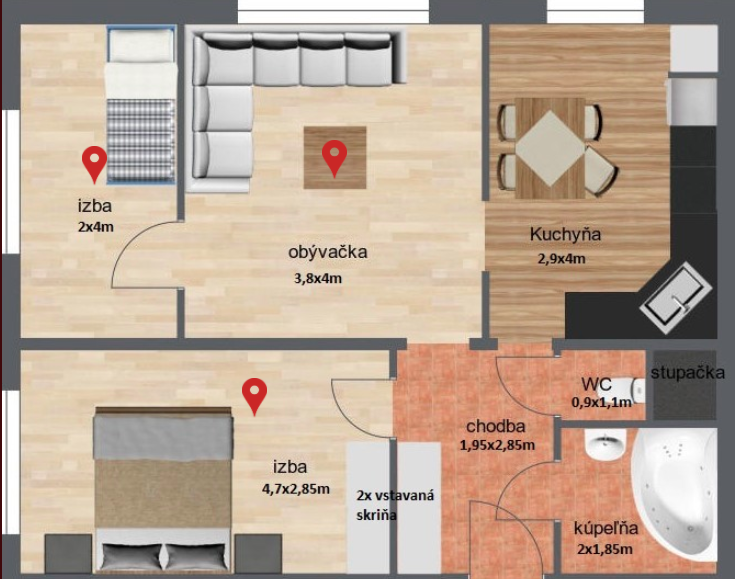 izba
2x4m
obývačka
3,8x4m
Kuchyňa
2,9x4m
stupačka
WC
0,9x1,1m
chodba
1,95x2,85m
izba
4,7x2,85m
2x vstavaná
skriňa
kúpeľňa
2x1,85m